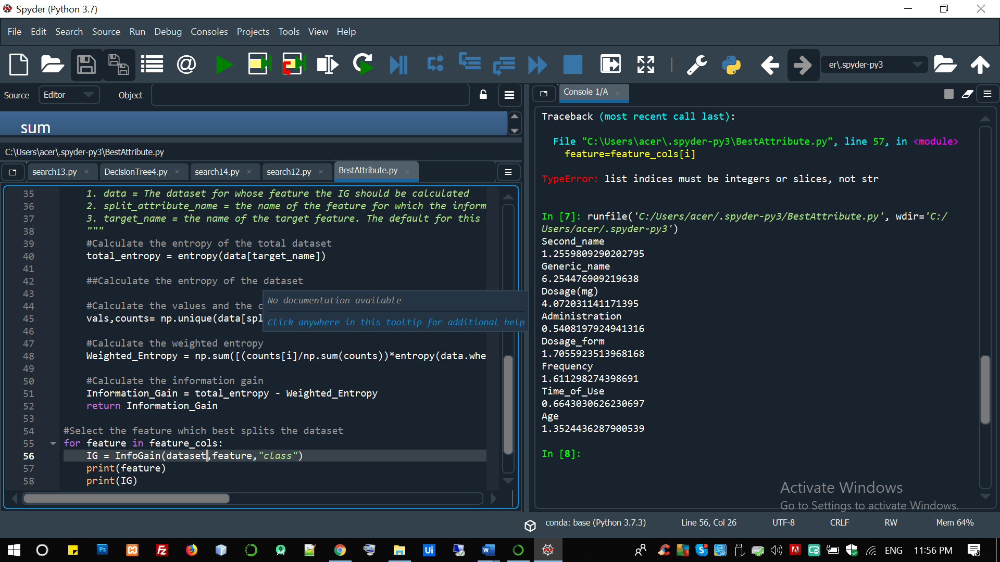 Spyder (Python 3.7)
File Edit Search Source Run Debug Consoles Projects Tools View Help
er\.spyder-py3
Source Editor Object
sum
C:\Users\acer\.spyder-py3\BestAttribute.py
search13.py DecisionTree4.py search14.py search12.py BestAttribute.py
35 1. data = The dataset for whose feature the IG should be calculated
36 2. split_attribute_name = the name of the feature for which the inform
37 3. target_name = the name of the target feature. The default for this
38 """
39 #Calculate the entropy of the total dataset
40 total_entropy = entropy(data[target_name])
41
42 ##Calculate the entropy of the dataset
43
44 #Calculate the values and the c
45 vals,counts= np.unique(data[spl
46
47 #Calculate the weighted entropy
48 Weighted_Entropy = np.sum([(counts[i]/np.sum(counts))*entropy(data.whe
49
50 #Calculate the information gain
51 Information_Gain = total_entropy - Weighted_Entropy
52 return Information_Gain
53
54 #Select the feature which best splits the dataset
55 for feature in feature_cols:
56 IG = InfoGain(dataset,feature,"class")
57 print(feature)
58 print(IG)
No documentation available
Click anywhere in this tooltip for additional help
Console 1/A
Traceback (most recent call last):
File "C:\Users\acer\.spyder-py3\BestAttribute.py", line 57, in <module>
feature=feature_cols[i]
TypeError: list indices must be integers or slices, not str
In [7]: runfile('C:/Users/acer/.spyder-py3/BestAttribute.py', wdir='C:/
Users/acer/.spyder-py3')
Second_name
1.2559809290202795
Generic_name
6.254476909219638
Dosage(mg)
4.072031141171395
Administration
0.5408197924941316
Dosage_form
1.7055923513968168
Frequency
1.611298274398691
Time_of_Use
0.6643030626230697
Age
1.3524436287900539
In [8]:
Activate Windows
Go to Settings to activate Windows.
conda: base (Python 3.7.3) Line 56, Col 26 UTF-8 CRLF RW Mem 64%
Ps Fz Ui W S ENG 11:56 PM